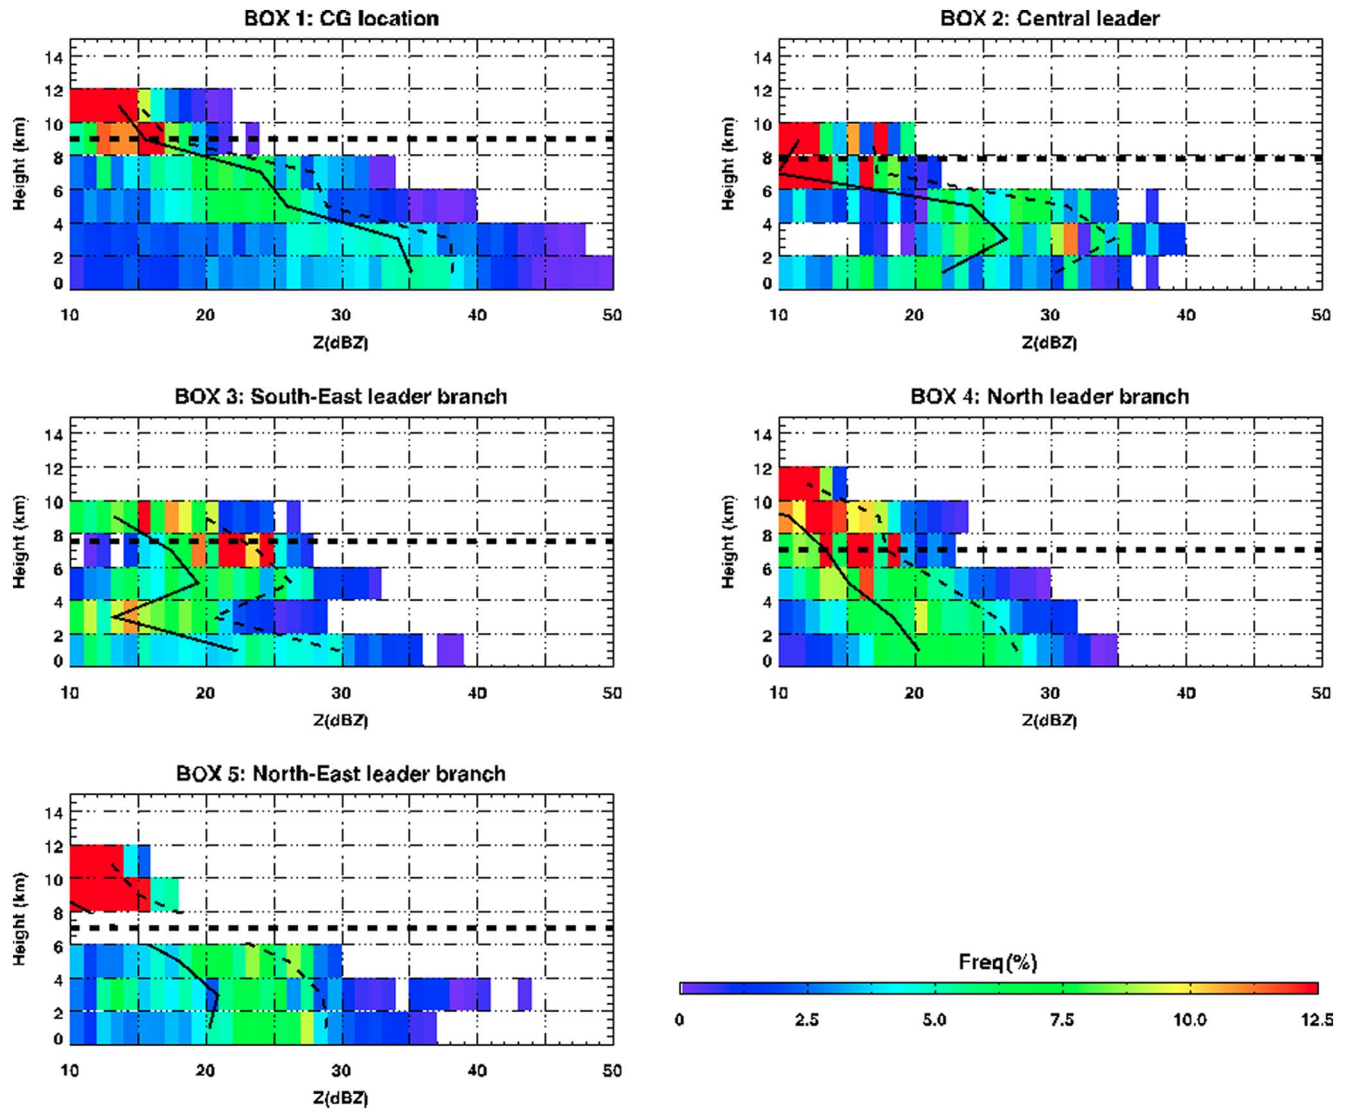 BOX 1: CG location
14
12
10
8
6
4
2
0
Height (km)
10 20 30 40 50
Z(dBZ)
BOX 2: Central leader
14
12
10
8
6
4
2
0
Height (km)
10 20 30 40 50
Z(dBZ)
BOX 3: South-East leader branch
14
12
10
8
6
4
2
0
Height (km)
10 20 30 40 50
Z(dBZ)
BOX 4: North leader branch
14
12
10
8
6
4
2
0
Height (km)
10 20 30 40 50
Z(dBZ)
BOX 5: North-East leader branch
14
12
10
8
6
4
2
0
Height (km)
10 20 30 40 50
Z(dBZ)
Freq(%)
0 2.5 5.0 7.5 10.0 12.5